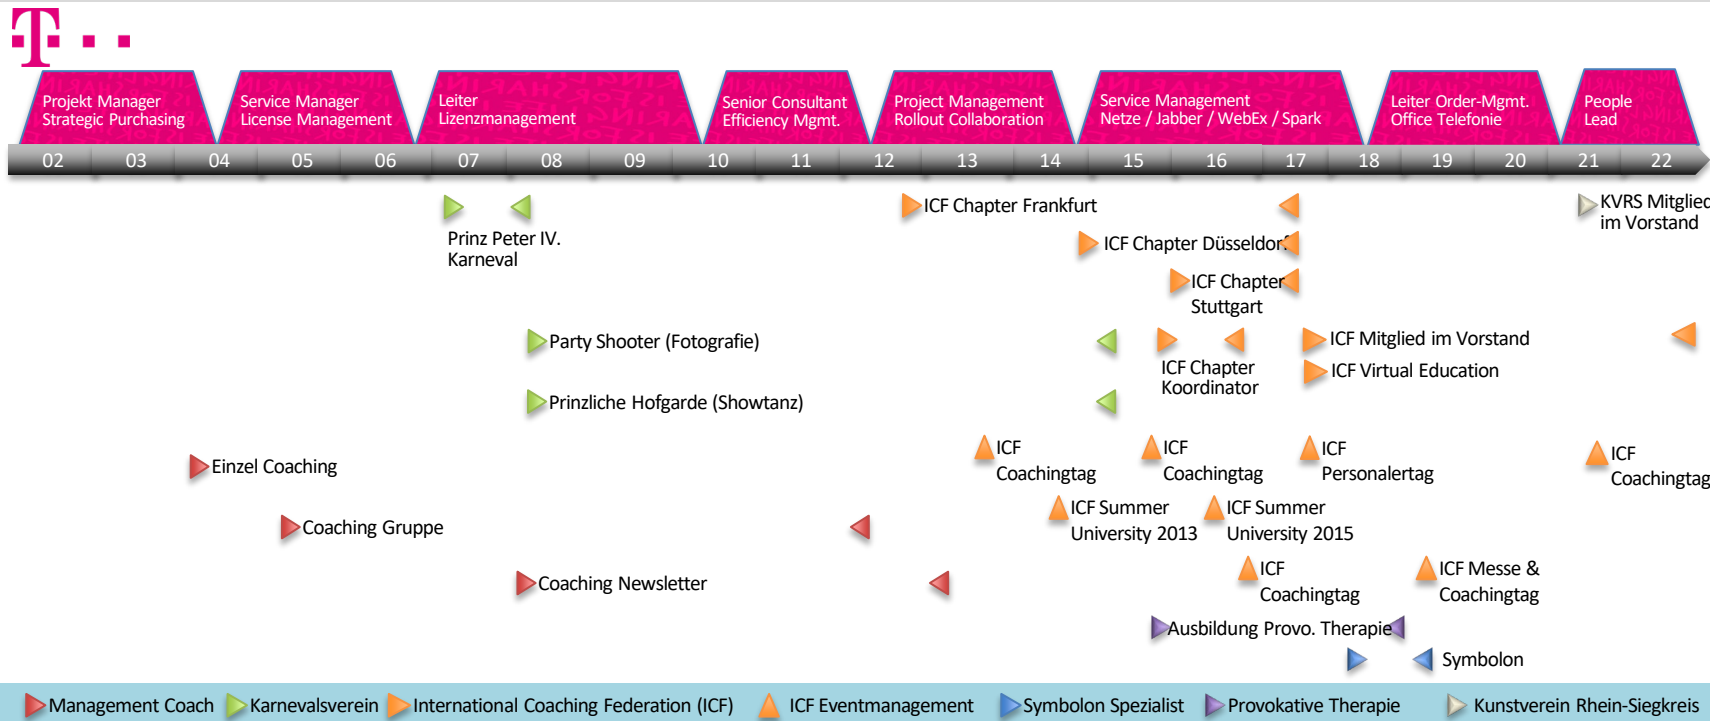 T
Projekt Manager
Strategic Purchasing
Service Manager
License Management
Leiter
Lizenzmanagement
Senior Consultant
Efficiency Mgmt.
Project Management
Rollout Collaboration
Service Management
Netze / Jabber / WebEx / Spark
Leiter Order-Mgmt.
Office Telefonie
People
Lead
02 03 04 05 06 07 08 09 10 11 12 13 14 15 16 17 18 19 20 21 22
Prinz Peter IV.
Karneval
ICF Chapter Frankfurt
KVRS Mitglied
im Vorstand
ICF Chapter Düsseldorf
ICF Chapter
Stuttgart
Party Shooter (Fotografie)
ICF Chapter
Koordinator
ICF Mitglied im Vorstand
ICF Virtual Education
Prinzliche Hofgarde (Showtanz)
Einzel Coaching
ICF
Coachingtag
ICF
Coachingtag
ICF
Personalertag
ICF
Coachingtag
Coaching Gruppe
ICF Summer
University 2013
ICF Summer
University 2015
Coaching Newsletter
ICF
Coachingtag
ICF Messe &
Coachingtag
Ausbildung Provo. Therapie
Symbolon
Management Coach Karnevalsverein International Coaching Federation (ICF) ICF Eventmanagement Symbolon Spezialist Provokative Therapie Kunstverein Rhein-Siegkreis